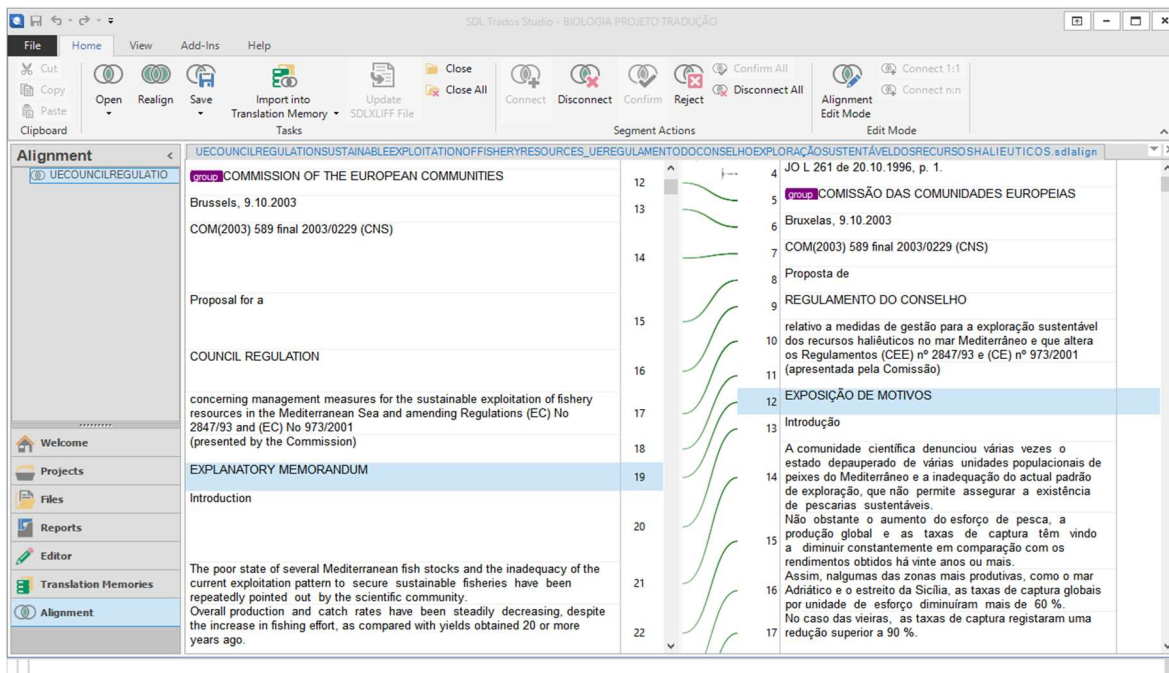 SDL Trados Studio - BIOLOGIA PROJETO TRADUÇÃO
File Home View Add-Ins Help
Cut
Copy
Paste
Clipboard
Open
Realign
Save
Import into
Translation Memory
Update
SDLXLIFF File
Close
Close All
Tasks
Connect
Disconnect
Confirm
Reject
Confirm All
Disconnect All
Segment Actions
Alignment
Edit Mode
Connect 1:1
Connect n:n
Edit Mode
Alignment
UECOUNCILREGULATIO
Welcome
Projects
Files
Reports
Editor
Translation Memories
Alignment
UECOUNCILREGULATIONSUSTAINABLEEXPLOITATIONOFFISHERYRESOURCES_UEREGULAMENTODOCONSELHOEXPLORAÇÃOSUSTENTÁVELDOSRECURSOSHALIEUTICOS.sdlalign
group COMMISSION OF THE EUROPEAN COMMUNITIES
12
Brussels, 9.10.2003
13
COM(2003) 589 final 2003/0229 (CNS)
14
Proposal for a
15
COUNCIL REGULATION
16
concerning management measures for the sustainable exploitation of fishery
resources in the Mediterranean Sea and amending Regulations (EC) No
2847/93 and (EC) No 973/2001
17
(presented by the Commission)
18
EXPLANATORY MEMORANDUM
19
Introduction
20
The poor state of several Mediterranean fish stocks and the inadequacy of the
current exploitation pattern to secure sustainable fisheries have been
repeatedly pointed out by the scientific community.
21
Overall production and catch rates have been steadily decreasing, despite
the increase in fishing effort, as compared with yields obtained 20 or more
years ago.
22
4
JO L 261 de 20.10.1996, p. 1.
5
group COMISSÃO DAS COMUNIDADES EUROPEIAS
6
Bruxelas, 9.10.2003
7
COM(2003) 589 final 2003/0229 (CNS)
8
Proposta de
9
REGULAMENTO DO CONSELHO
10
relativo a medidas de gestão para a exploração sustentável
dos recursos haliêuticos no mar Mediterrâneo e que altera
os Regulamentos (CEE) nº 2847/93 e (CE) nº 973/2001
11
(apresentada pela Comissão)
12
EXPOSIÇÃO DE MOTIVOS
13
Introdução
14
A comunidade científica denunciou várias vezes o
estado depauperado de várias unidades populacionais de
peixes do Mediterrâneo e a inadequação do actual padrão
de exploração, que não permite assegurar a existência
de pescarias sustentáveis.
15
Não obstante o aumento do esforço de pesca, a
produção global e as taxas de captura têm vindo
a diminuir constantemente em comparação com os
rendimentos obtidos há vinte anos ou mais.
16
Assim, nalgumas das zonas mais produtivas, como o mar
Adriático e o estreito da Sicília, as taxas de captura globais
por unidade de esforço diminuíram mais de 60 %.
17
No caso das vieiras, as taxas de captura registaram uma
redução superior a 90 %.